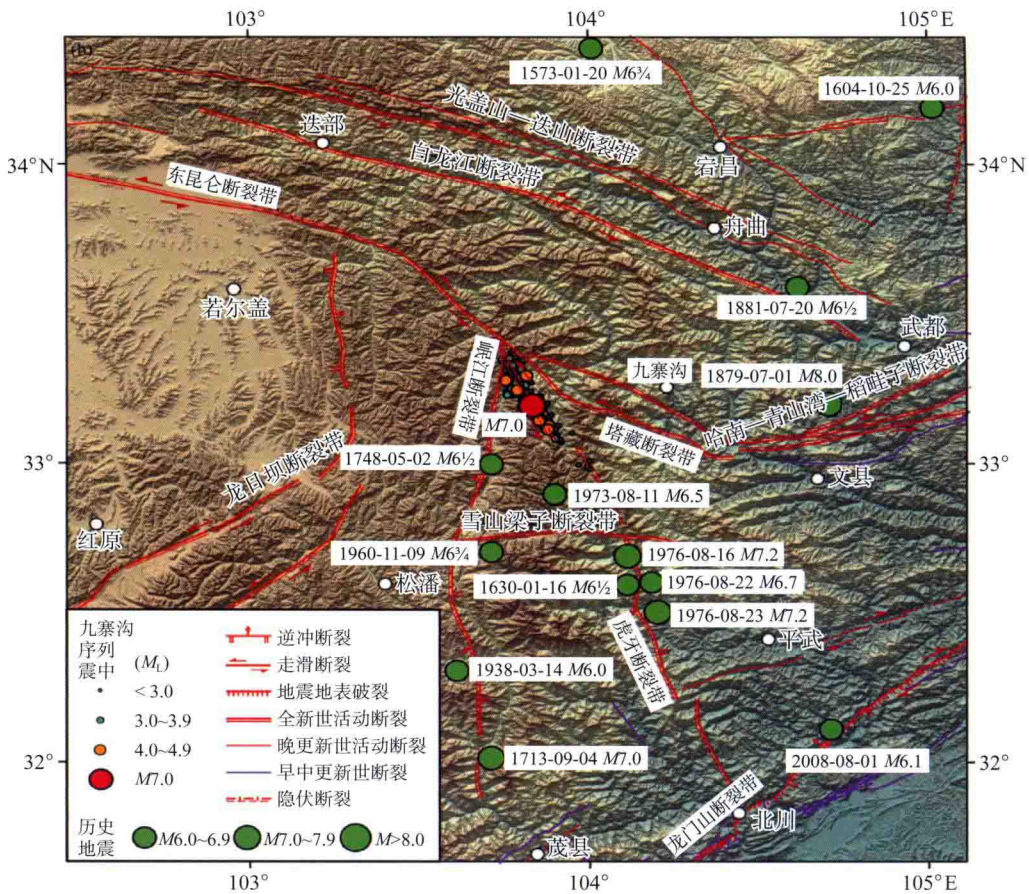 103°
104°
105°E
(b)
1573-01-20 M6¾
1604-10-25 M6.0
光盖山—迭山断裂带
迭部
宕昌
34°N
34°
白龙江断裂带
东昆仑断裂带
舟曲
若尔盖
1881-07-20 M6½
武都
岷江断裂带
九寨沟
1879-07-01 M8.0
哈南—青山湾—稻畦子断裂带
M7.0
塔藏断裂带
龙日坝断裂带
1748-05-02 M6½
33°
33°
文县
1973-08-11 M6.5
红原
雪山梁子断裂带
1960-11-09 M6¾
1976-08-16 M7.2
松潘
1630-01-16 M6½
1976-08-22 M6.7
1976-08-23 M7.2
虎牙断裂带
平武
1938-03-14 M6.0
1713-09-04 M7.0
2008-08-01 M6.1
32°
32°
龙门山断裂带
北川
茂县
九寨沟
序列
震中
(ML)
< 3.0
3.0~3.9
4.0~4.9
M7.0
逆冲断裂
走滑断裂
地震地表破裂
全新世活动断裂
晚更新世活动断裂
早中更新世断裂
隐伏断裂
历史
地震
M6.0~6.9
M7.0~7.9
M>8.0
103°
104°
105°E